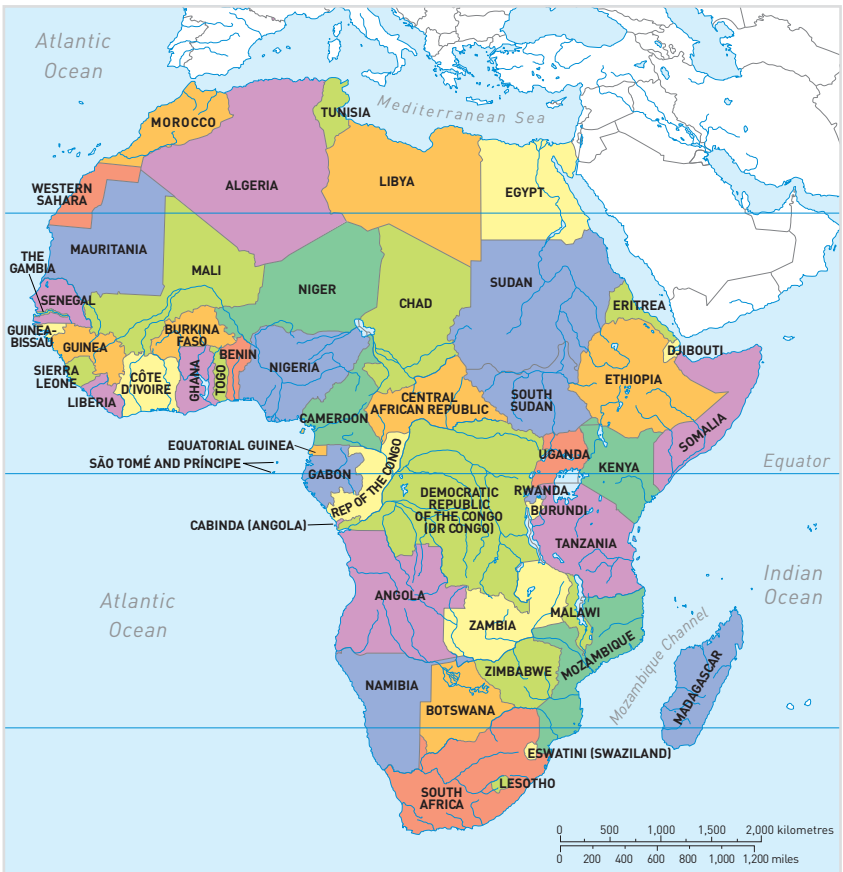 Atlantic
Ocean
Mediterranean Sea
MOROCCO
TUNISIA
ALGERIA
LIBYA
EGYPT
WESTERN
SAHARA
MAURITANIA
MALI
NIGER
CHAD
SUDAN
ERITREA
THE
GAMBIA
SENEGAL
GUINEA-
BISSAU
GUINEA
SIERRA
LEONE
LIBERIA
CÔTE
D'IVOIRE
BURKINA
FASO
GHANA
TOGO
BENIN
NIGERIA
CAMEROON
CENTRAL
AFRICAN REPUBLIC
SOUTH
SUDAN
ETHIOPIA
DJIBOUTI
SOMALIA
EQUATORIAL GUINEA
SÃO TOMÉ AND PRÍNCIPE
GABON
REP OF THE CONGO
CABINDA (ANGOLA)
DEMOCRATIC
REPUBLIC
OF THE CONGO
(DR CONGO)
UGANDA
KENYA
RWANDA
BURUNDI
TANZANIA
Equator
Indian
Ocean
Atlantic
Ocean
ANGOLA
ZAMBIA
MALAWI
MOZAMBIQUE
Mozambique Channel
MADAGASCAR
NAMIBIA
ZIMBABWE
BOTSWANA
ESWATINI (SWAZILAND)
LESOTHO
SOUTH
AFRICA
0 500 1,000 1,500 2,000 kilometres
0 200 400 600 800 1,000 1,200 miles